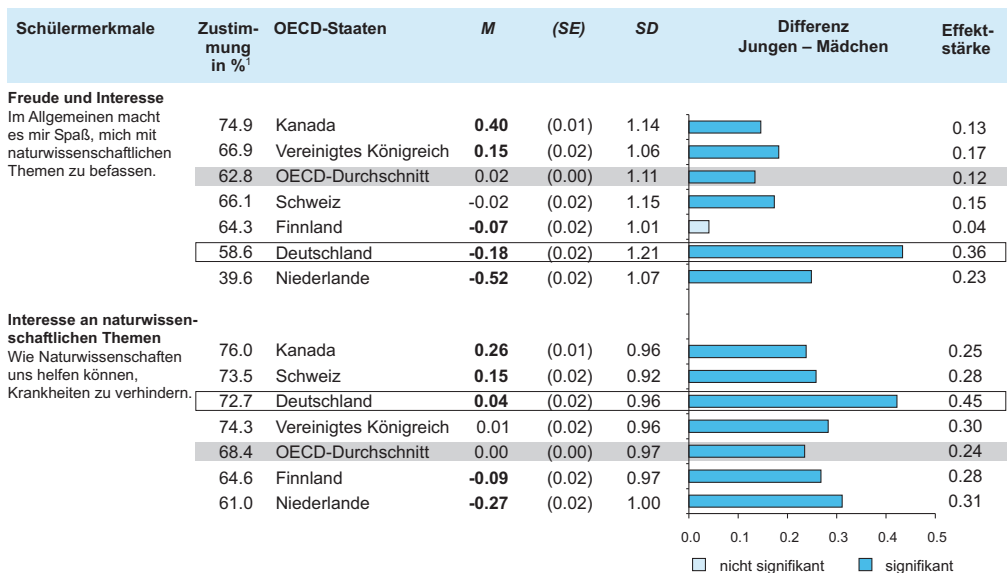 Schülermerkmale Zustim-mung in %¹ OECD-Staaten M (SE) SD Differenz Jungen – Mädchen Effekt-stärke
Freude und Interesse
Im Allgemeinen macht
es mir Spaß, mich mit
naturwissenschaftlichen
Themen zu befassen.
74.9 Kanada 0.40 (0.01) 1.14 0.13
66.9 Vereinigtes Königreich 0.15 (0.02) 1.06 0.17
62.8 OECD-Durchschnitt 0.02 (0.00) 1.11 0.12
66.1 Schweiz -0.02 (0.02) 1.15 0.15
64.3 Finnland -0.07 (0.02) 1.01 0.04
58.6 Deutschland -0.18 (0.02) 1.21 0.36
39.6 Niederlande -0.52 (0.02) 1.07 0.23
Interesse an naturwissen-
schaftlichen Themen
Wie Naturwissenschaften
uns helfen können,
Krankheiten zu verhindern.
76.0 Kanada 0.26 (0.01) 0.96 0.25
73.5 Schweiz 0.15 (0.02) 0.92 0.28
72.7 Deutschland 0.04 (0.02) 0.96 0.45
74.3 Vereinigtes Königreich 0.01 (0.02) 0.96 0.30
68.4 OECD-Durchschnitt 0.00 (0.00) 0.97 0.24
64.6 Finnland -0.09 (0.02) 0.97 0.28
61.0 Niederlande -0.27 (0.02) 1.00 0.31
0.0 0.1 0.2 0.3 0.4 0.5
nicht signifikant signifikant